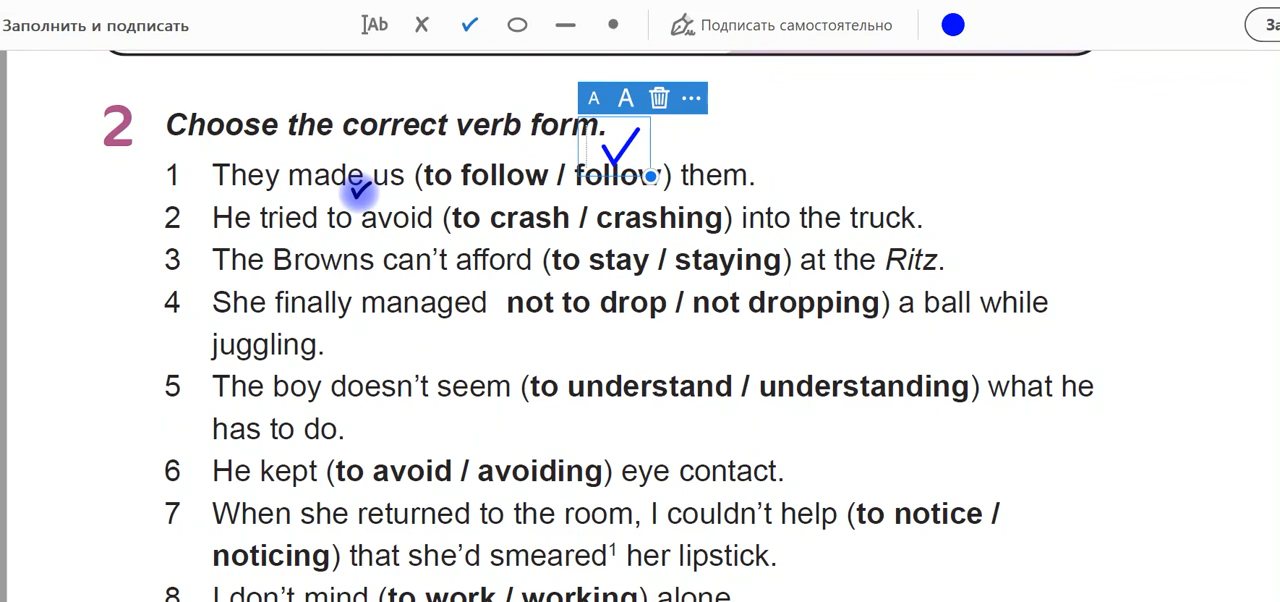 Заполнить и подписать Ab Подписать самостоятельно За
A A
2 Choose the correct verb form.
1 They made us (to follow / follow) them.
2 He tried to avoid (to crash / crashing) into the truck.
3 The Browns can't afford (to stay / staying) at the Ritz.
4 She finally managed not to drop / not dropping) a ball while
juggling.
5 The boy doesn't seem (to understand / understanding) what he
has to do.
6 He kept (to avoid / avoiding) eye contact.
7 When she returned to the room, I couldn't help (to notice /
noticing) that she'd smeared¹ her lipstick.
8 I don't mind (to work / working) alone.